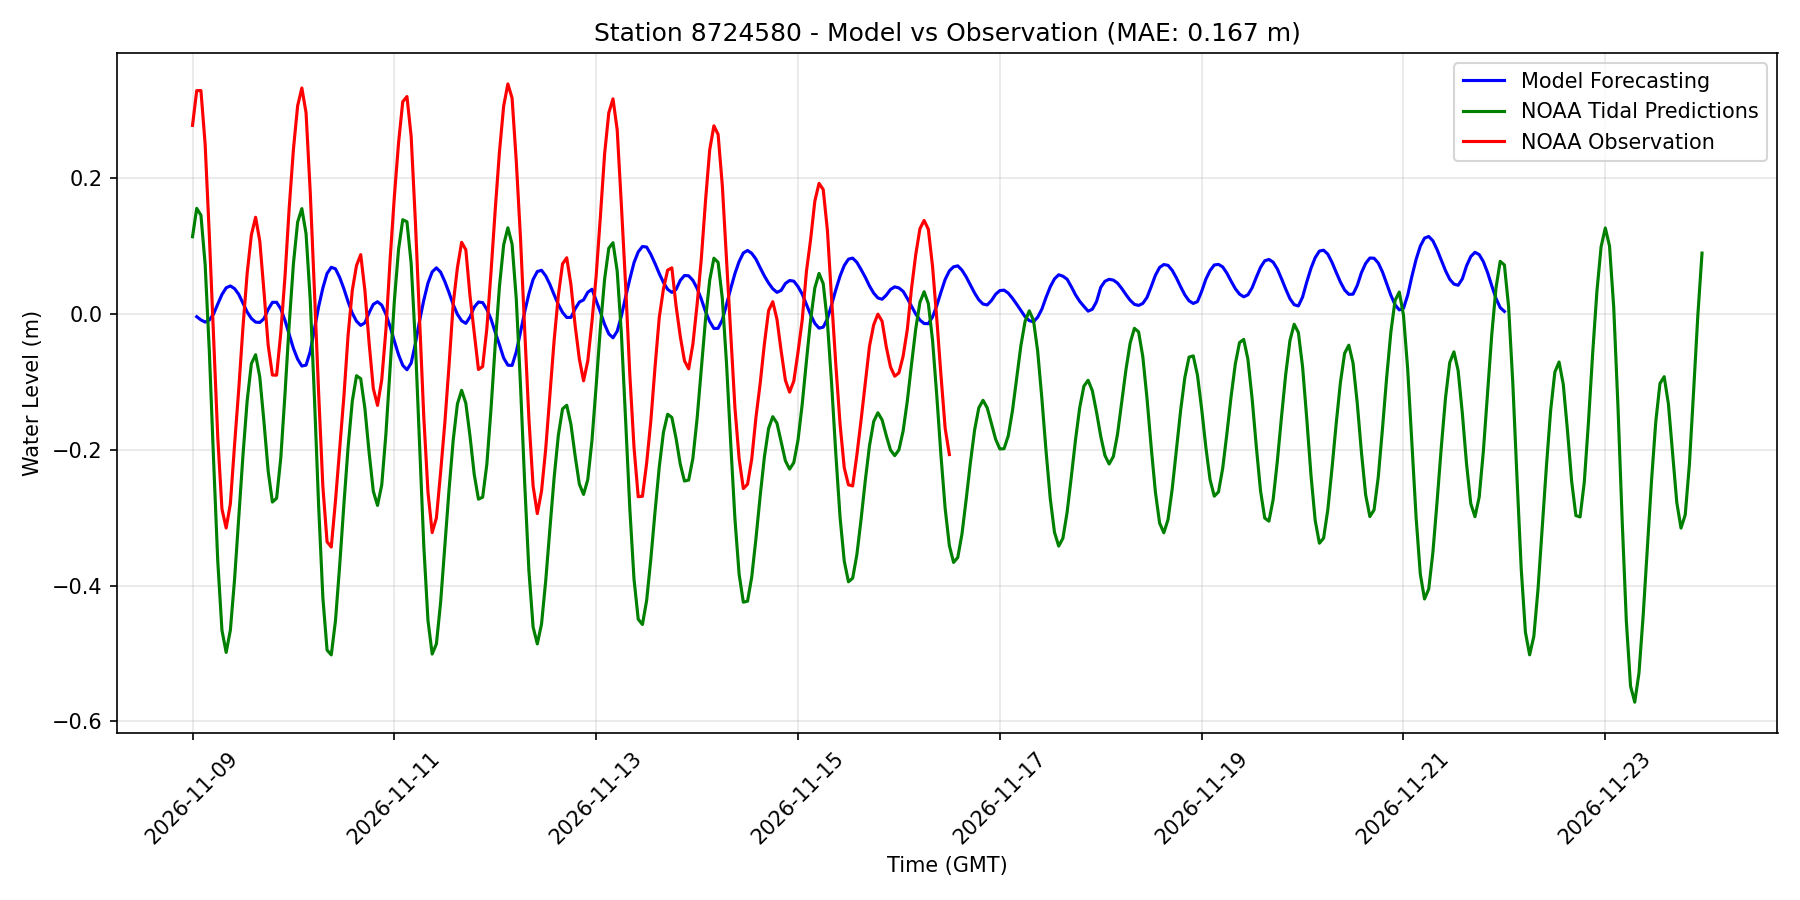 Station 8724580 - Model vs Observation (MAE: 0.167 m)
Model Forecasting
NOAA Tidal Predictions
NOAA Observation
Water Level (m)
0.2
0.0
−0.2
−0.4
−0.6
2026-11-09
2026-11-11
2026-11-13
2026-11-15
2026-11-17
2026-11-19
2026-11-21
2026-11-23
Time (GMT)